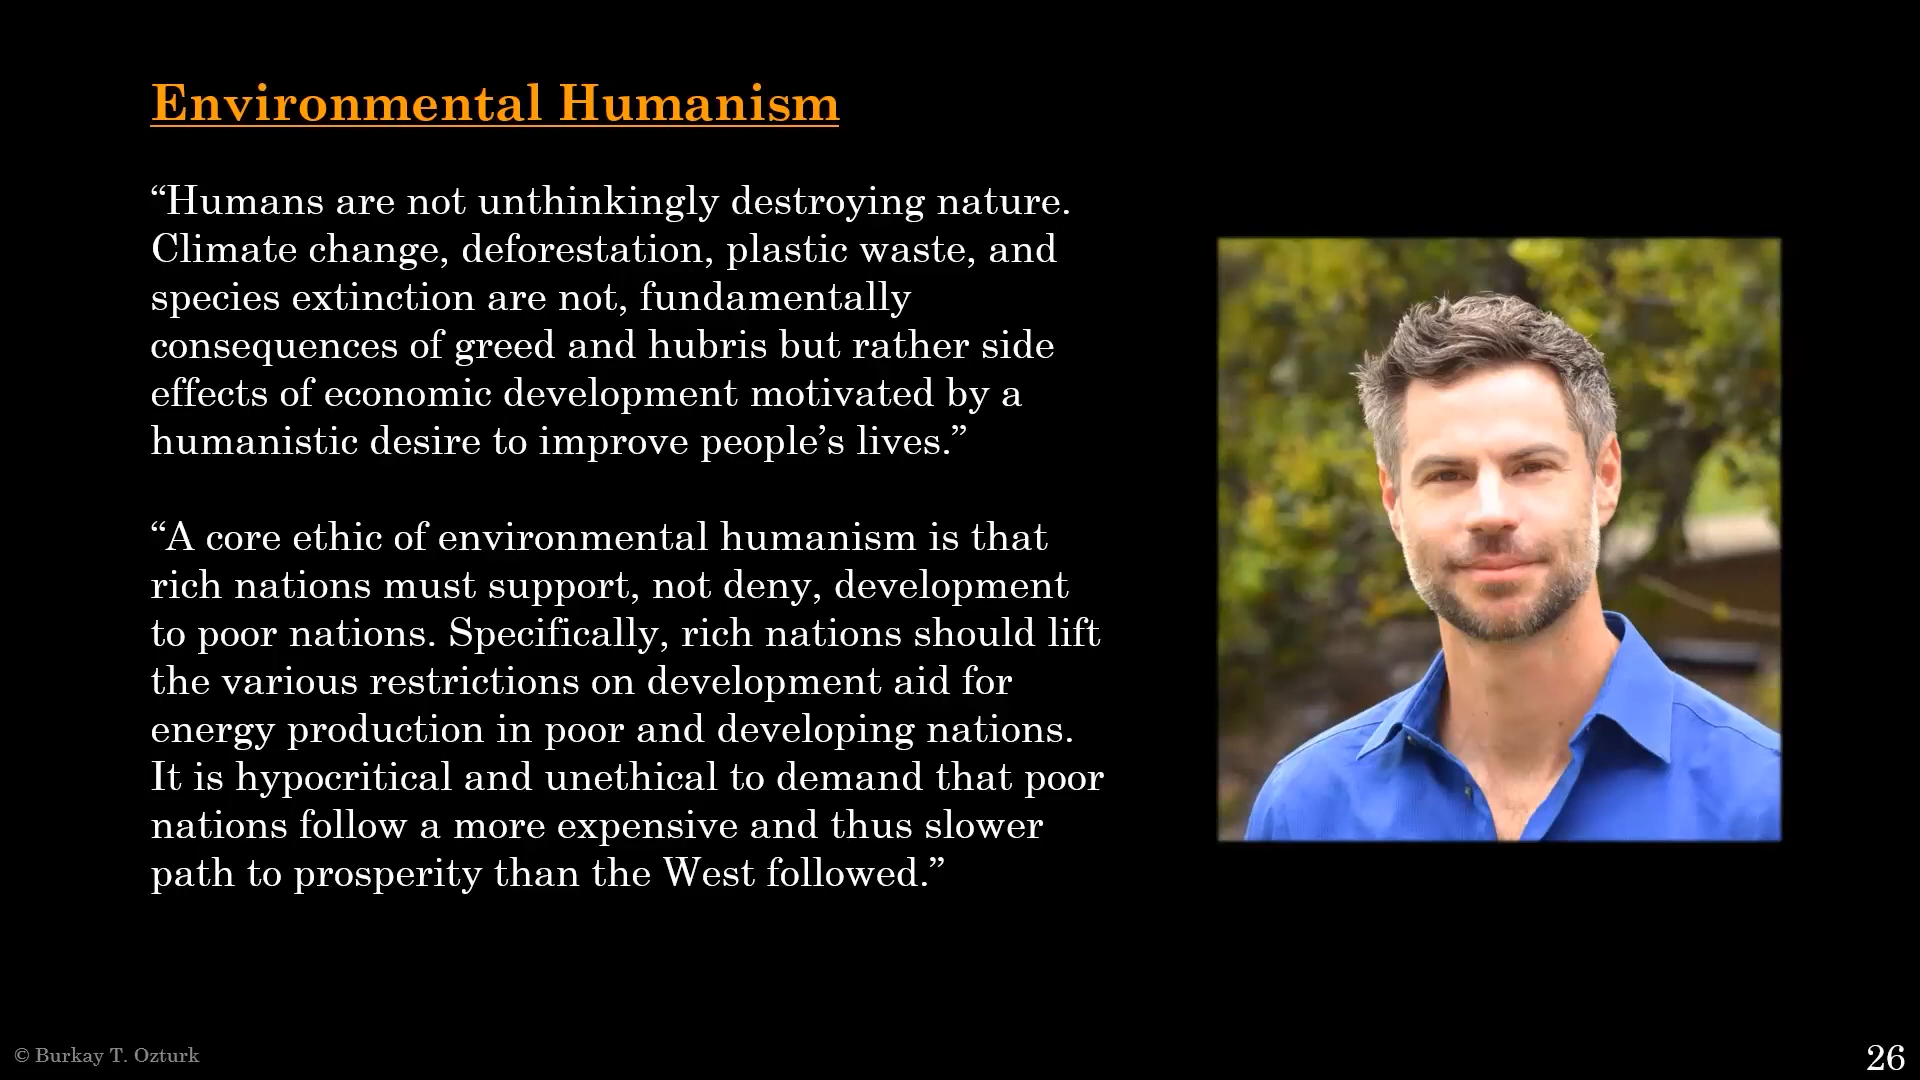 Environmental Humanism
“Humans are not unthinkingly destroying nature.
Climate change, deforestation, plastic waste, and
species extinction are not, fundamentally
consequences of greed and hubris but rather side
effects of economic development motivated by a
humanistic desire to improve people’s lives.”
“A core ethic of environmental humanism is that
rich nations must support, not deny, development
to poor nations. Specifically, rich nations should lift
the various restrictions on development aid for
energy production in poor and developing nations.
It is hypocritical and unethical to demand that poor
nations follow a more expensive and thus slower
path to prosperity than the West followed.”
© Burkay T. Ozturk
26